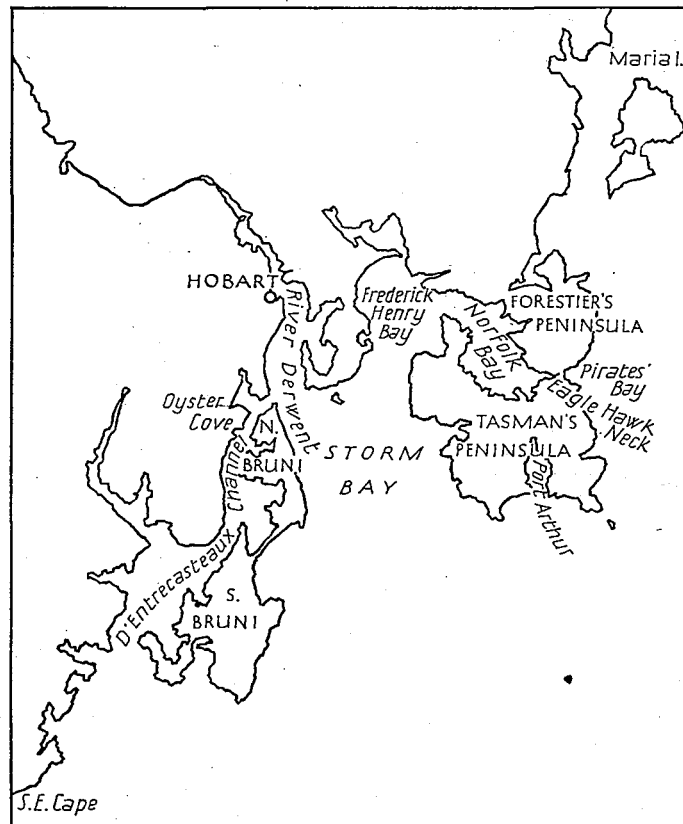 Maria I.
HOBART
River Derwent
Frederick
Henry
Bay
Norfolk
Bay
FORESTIER'S
PENINSULA
Pirates'
Bay
Eagle Hawk
Neck
Oyster
Cove
N.
BRUNI
Channel
D'Entrecasteaux
STORM
BAY
TASMAN'S
PENINSULA
Port Arthur
S.
BRUNI
S.E. Cape